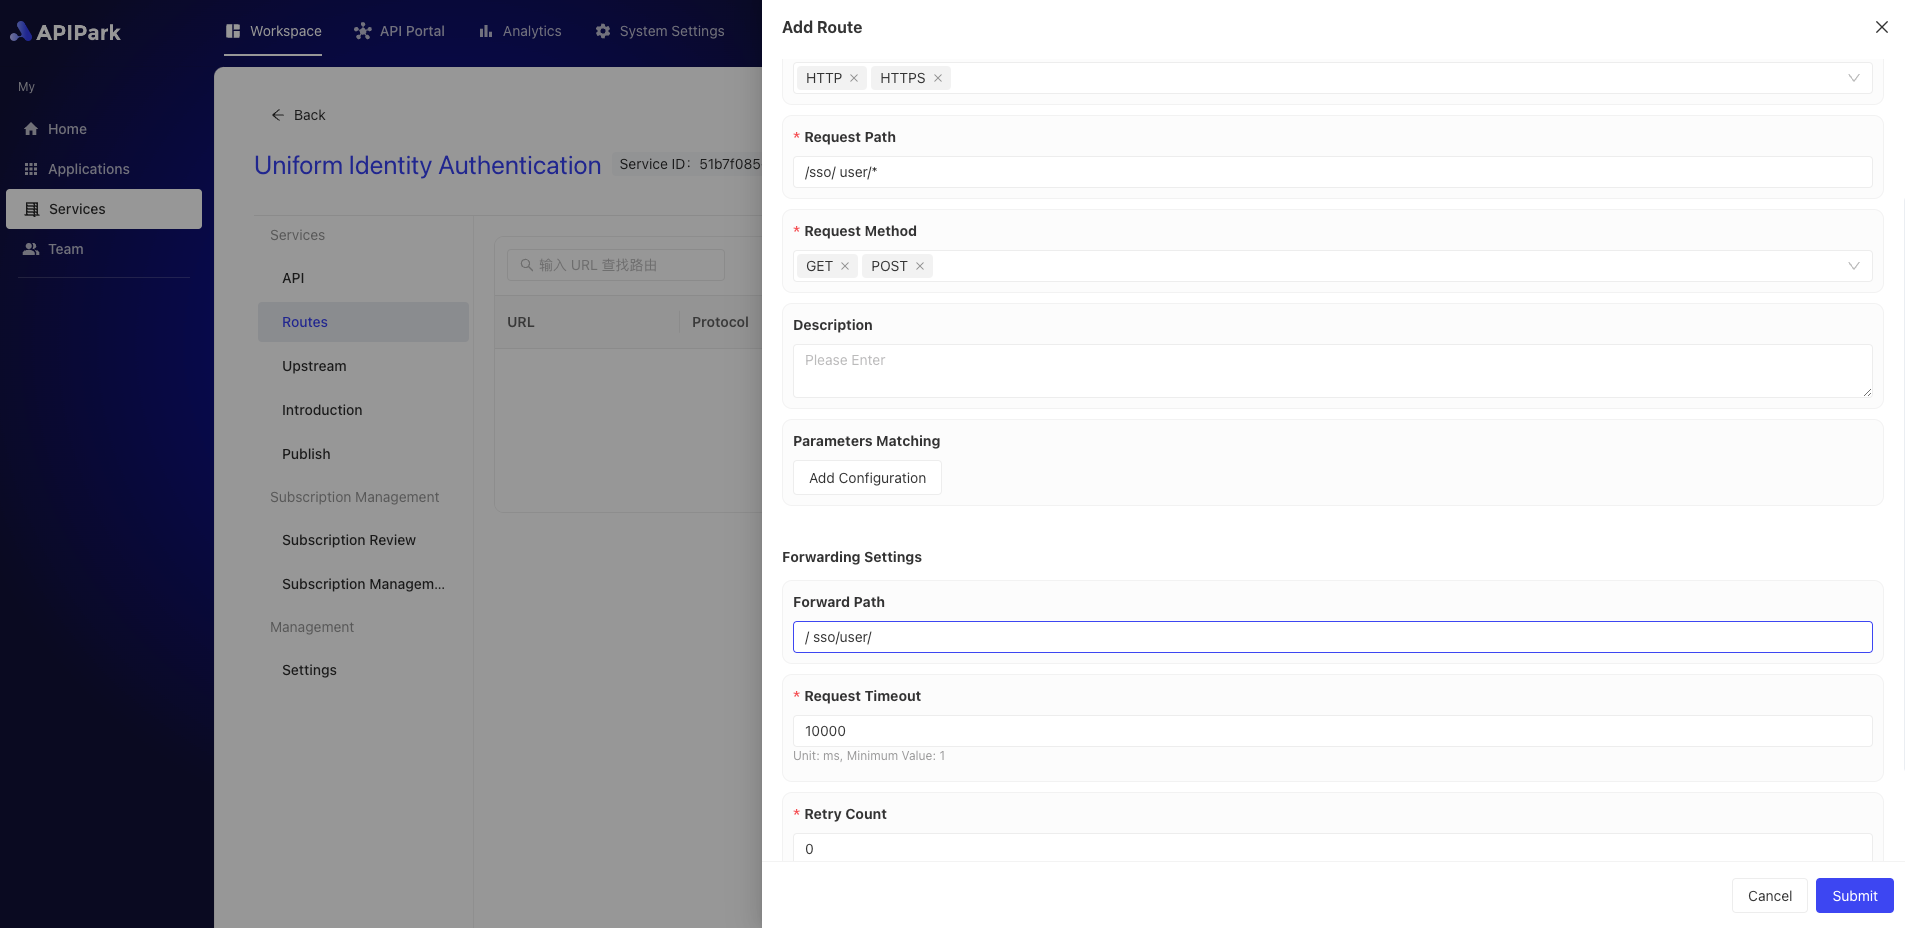 APIPark
Workspace
API Portal
Analytics
System Settings
My
Home
Applications
Services
Team
Back
Uniform Identity Authentication
Service ID: 51b7f085
Services
API
Routes
Upstream
Introduction
Publish
Subscription Management
Subscription Review
Subscription Managem...
Management
Settings
输入 URL 查找路由
URL
Protocol
Add Route
HTTP
HTTPS
* Request Path
/sso/ user/*
* Request Method
GET
POST
Description
Please Enter
Parameters Matching
Add Configuration
Forwarding Settings
Forward Path
/ sso/user/
* Request Timeout
10000
Unit: ms, Minimum Value: 1
* Retry Count
0
Cancel
Submit